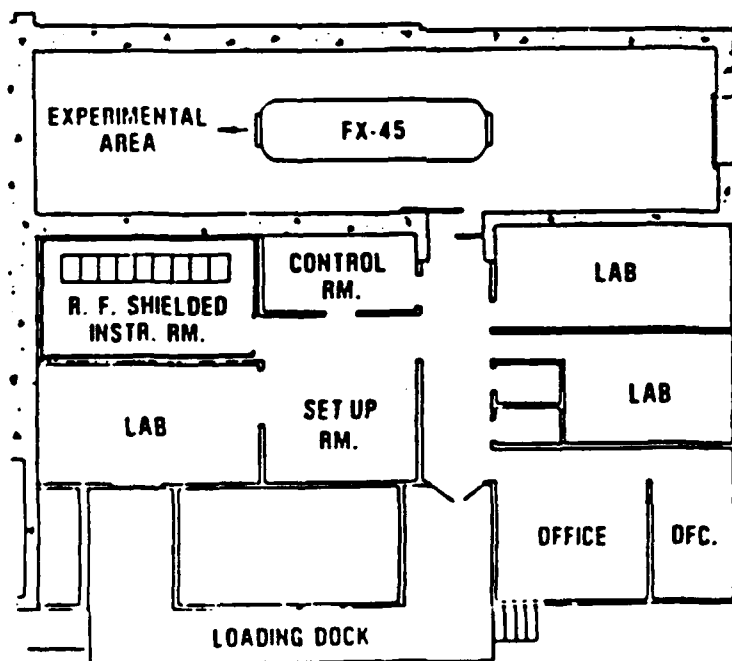 EXPERIMENTAL
AREA
FX-45
CONTROL
RM.
LAB
R. F. SHIELDED
INSTR. RM.
LAB
SET UP
RM.
LAB
OFFICE
OFC.
LOADING DOCK